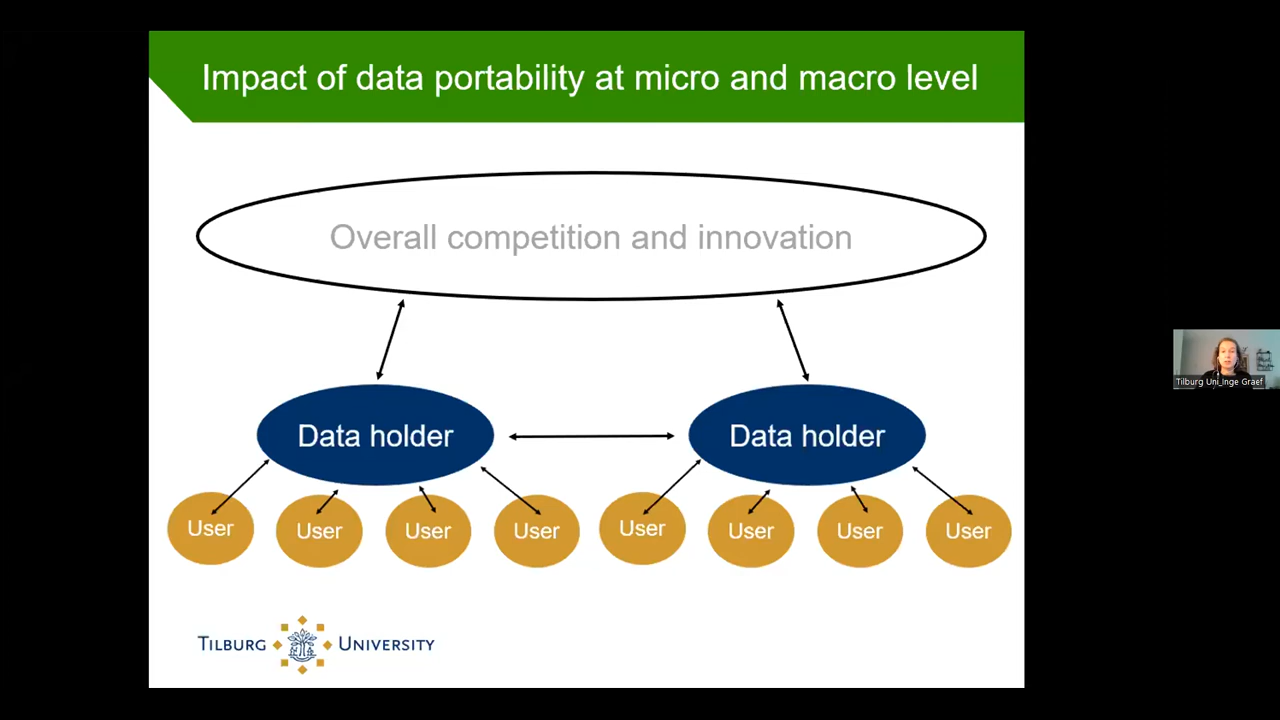 Impact of data portability at micro and macro level
Overall competition and innovation
Data holder
Data holder
User
User
User
User
User
User
User
User
TILBURG UNIVERSITY
Tilburg Uni_Inge Graef